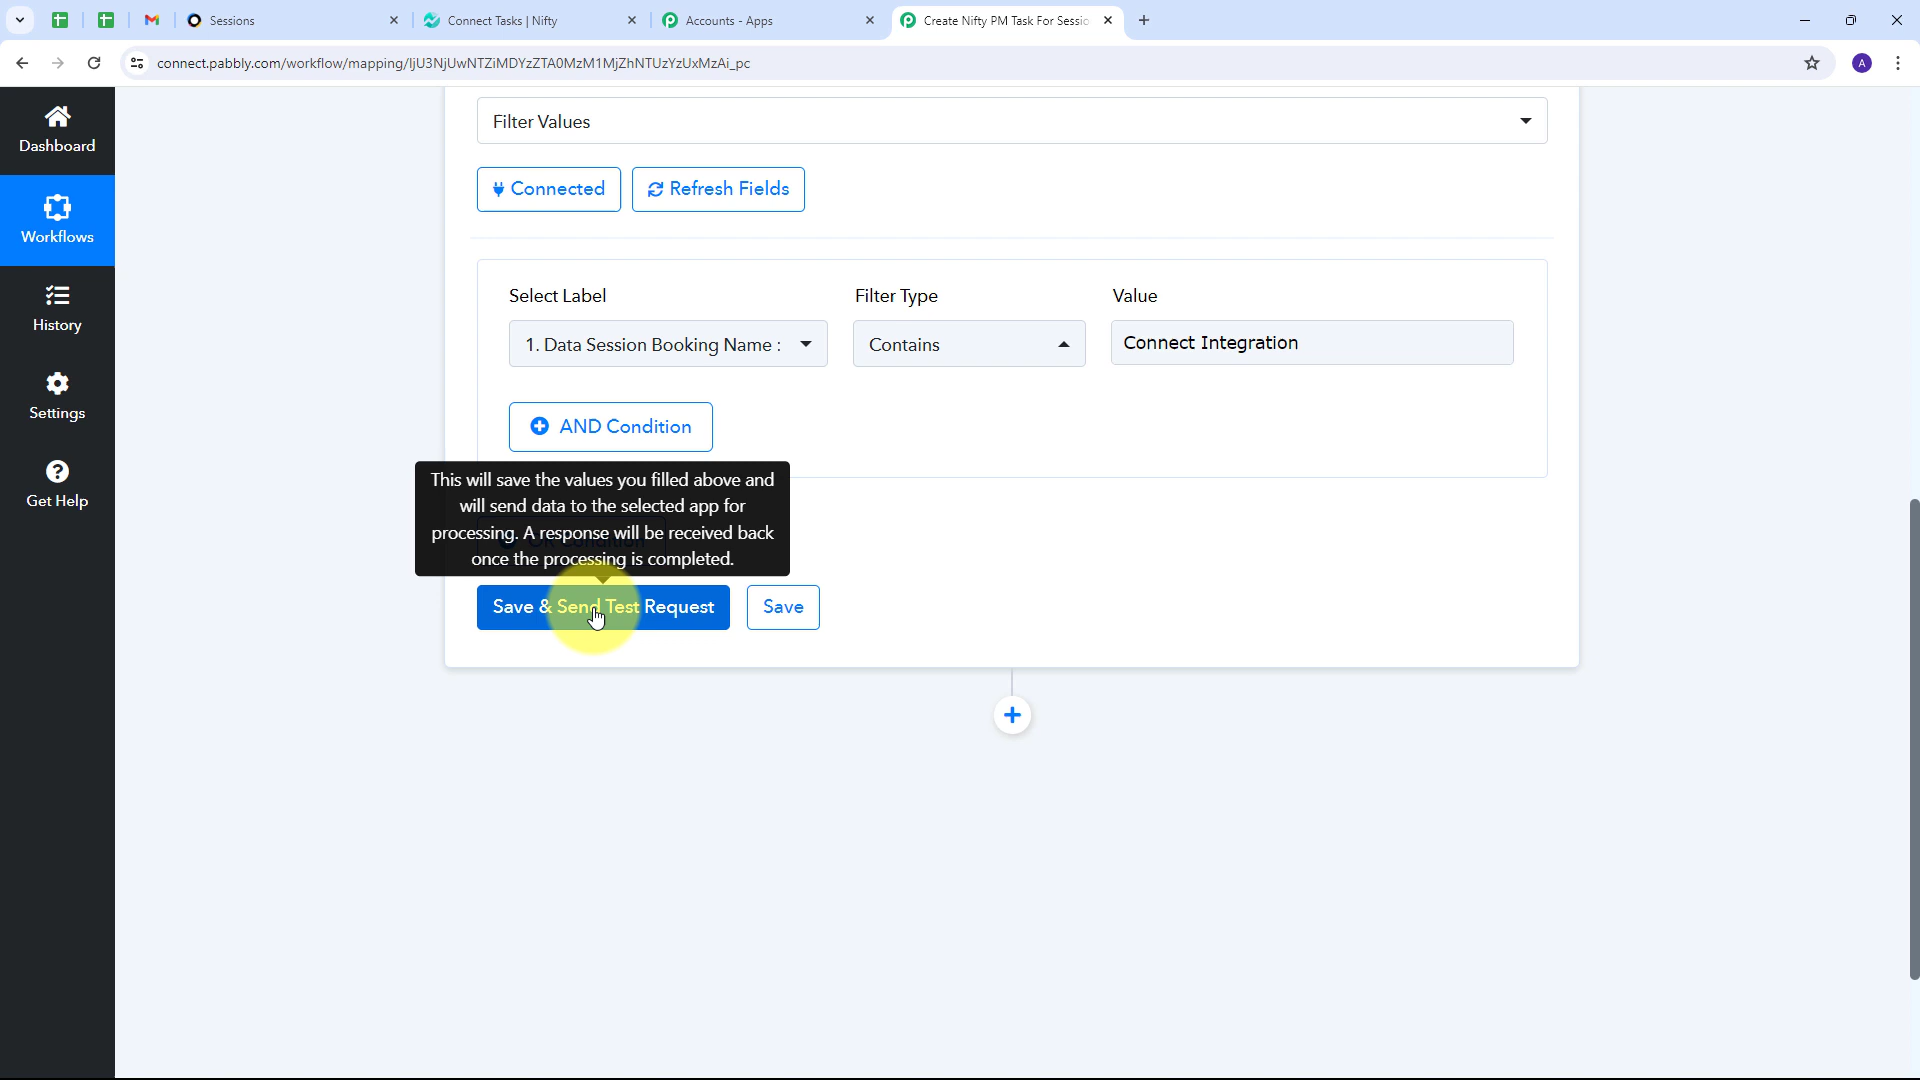 Sessions
Connect Tasks | Nifty
Accounts - Apps
Create Nifty PM Task For Sessio
connect.pabbly.com/workflow/mapping/IjU3NjUwNTZiMDYzZTA0MzM1MjZhNTUzYzUxMzAi_pc
A
Dashboard
Workflows
History
Settings
Get Help
Filter Values
Connected
Refresh Fields
Select Label
Filter Type
Value
1. Data Session Booking Name :
Contains
Connect Integration
AND Condition
This will save the values you filled above and
will send data to the selected app for
processing. A response will be received back
once the processing is completed.
Save & Send Test Request
Save